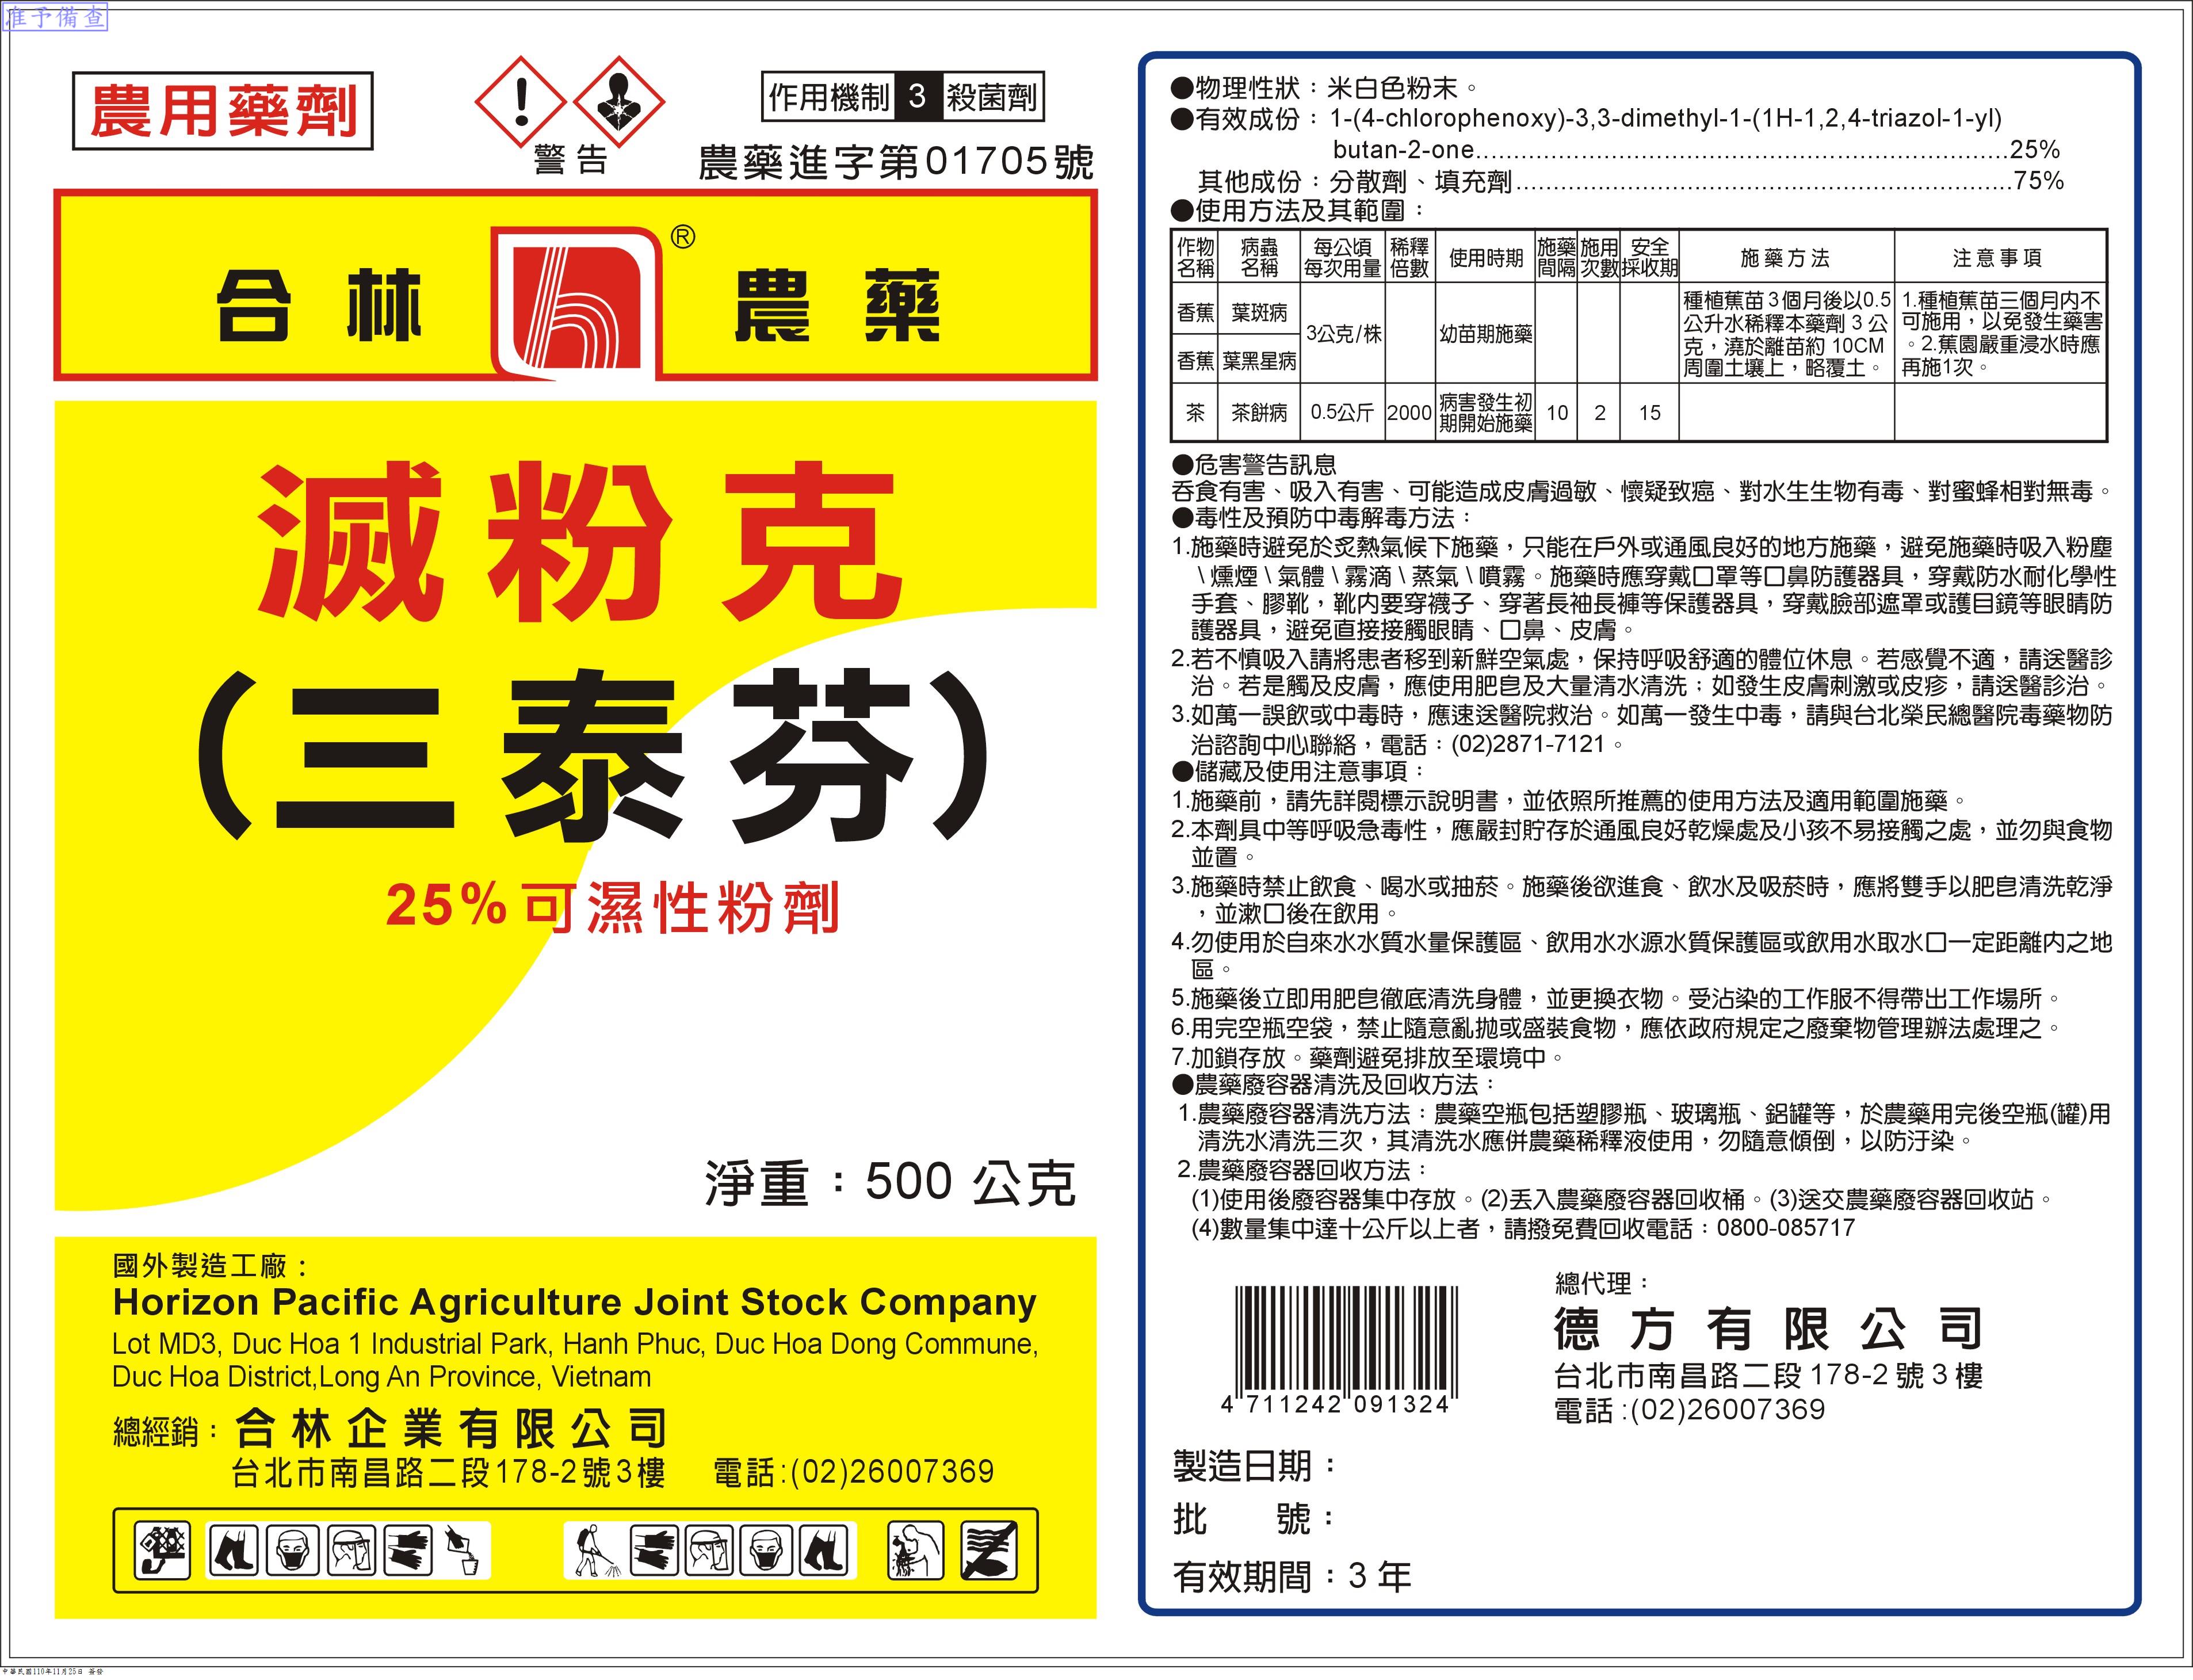 准予備查
農用藥劑
警告
作用機制 3 殺菌劑
農藥進字第01705號
合林 農藥
®
滅粉克
(三泰芬)
25%可濕性粉劑
淨重：500 公克
國外製造工廠：
Horizon Pacific Agriculture Joint Stock Company
Lot MD3, Duc Hoa 1 Industrial Park, Hanh Phuc, Duc Hoa Dong Commune,
Duc Hoa District,Long An Province, Vietnam
總經銷：合林企業有限公司
台北市南昌路二段178-2號3樓 電話:(02)26007369
●物理性狀：米白色粉末。
●有效成份：1-(4-chlorophenoxy)-3,3-dimethyl-1-(1H-1,2,4-triazol-1-yl)
butan-2-one......................................................................25%
其他成份：分散劑、填充劑.................................................................75%
●使用方法及其範圍：
作物名稱 病蟲名稱 每公頃每次用量 稀釋倍數 使用時期 施藥間隔 施用次數 安全採收期 施藥方法 注意事項
香蕉 葉斑病
香蕉 葉黑星病
3公克/株 幼苗期施藥
種植蕉苗3個月後以0.5
公升水稀釋本藥劑 3 公
克，澆於離苗約 10CM
周圍土壤上，略覆土。
1.種植蕉苗三個月内不
可施用，以免發生藥害
。2.蕉園嚴重浸水時應
再施1次。
茶 茶餅病 0.5公斤 2000 病害發生初期開始施藥 10 2 15
●危害警告訊息
吞食有害、吸入有害、可能造成皮膚過敏、懷疑致癌、對水生生物有毒、對蜜蜂相對無毒。
●毒性及預防中毒解毒方法：
1.施藥時避免於炙熱氣候下施藥，只能在戶外或通風良好的地方施藥，避免施藥時吸入粉塵
\燻煙\氣體\霧滴\蒸氣\噴霧。施藥時應穿戴口罩等口鼻防護器具，穿戴防水耐化學性
手套、膠靴，靴内要穿襪子、穿著長袖長褲等保護器具，穿戴臉部遮罩或護目鏡等眼睛防
護器具，避免直接接觸眼睛、口鼻、皮膚。
2.若不慎吸入請將患者移到新鮮空氣處，保持呼吸舒適的體位休息。若感覺不適，請送醫診
治。若是觸及皮膚，應使用肥皂及大量清水清洗；如發生皮膚刺激或皮疹，請送醫診治。
3.如萬一誤飲或中毒時，應速送醫院救治。如萬一發生中毒，請與台北榮民總醫院毒藥物防
治諮詢中心聯絡，電話：(02)2871-7121。
●儲藏及使用注意事項：
1.施藥前，請先詳閱標示說明書，並依照所推薦的使用方法及適用範圍施藥。
2.本劑具中等呼吸急毒性，應嚴封貯存於通風良好乾燥處及小孩不易接觸之處，並勿與食物
並置。
3.施藥時禁止飲食、喝水或抽菸。施藥後欲進食、飲水及吸菸時，應將雙手以肥皂清洗乾淨
，並漱口後在飲用。
4.勿使用於自來水水質水量保護區、飲用水水源水質保護區或飲用水取水口一定距離内之地
區。
5.施藥後立即用肥皂徹底清洗身體，並更換衣物。受沾染的工作服不得帶出工作場所。
6.用完空瓶空袋，禁止隨意亂拋或盛裝食物，應依政府規定之廢棄物管理辦法處理之。
7.加鎖存放。藥劑避免排放至環境中。
●農藥廢容器清洗及回收方法：
1.農藥廢容器清洗方法：農藥空瓶包括塑膠瓶、玻璃瓶、鋁罐等，於農藥用完後空瓶(罐)用
清洗水清洗三次，其清洗水應併農藥稀釋液使用，勿隨意傾倒，以防汙染。
2.農藥廢容器回收方法：
(1)使用後廢容器集中存放。(2)丟入農藥廢容器回收桶。(3)送交農藥廢容器回收站。
(4)數量集中達十公斤以上者，請撥免費回收電話：0800-085717
4 711242 091324
總代理：
德方有限公司
台北市南昌路二段 178-2 號 3 樓
電話:(02)26007369
製造日期：
批　號：
有效期間：3 年
中華民國110年11月25日 簽發